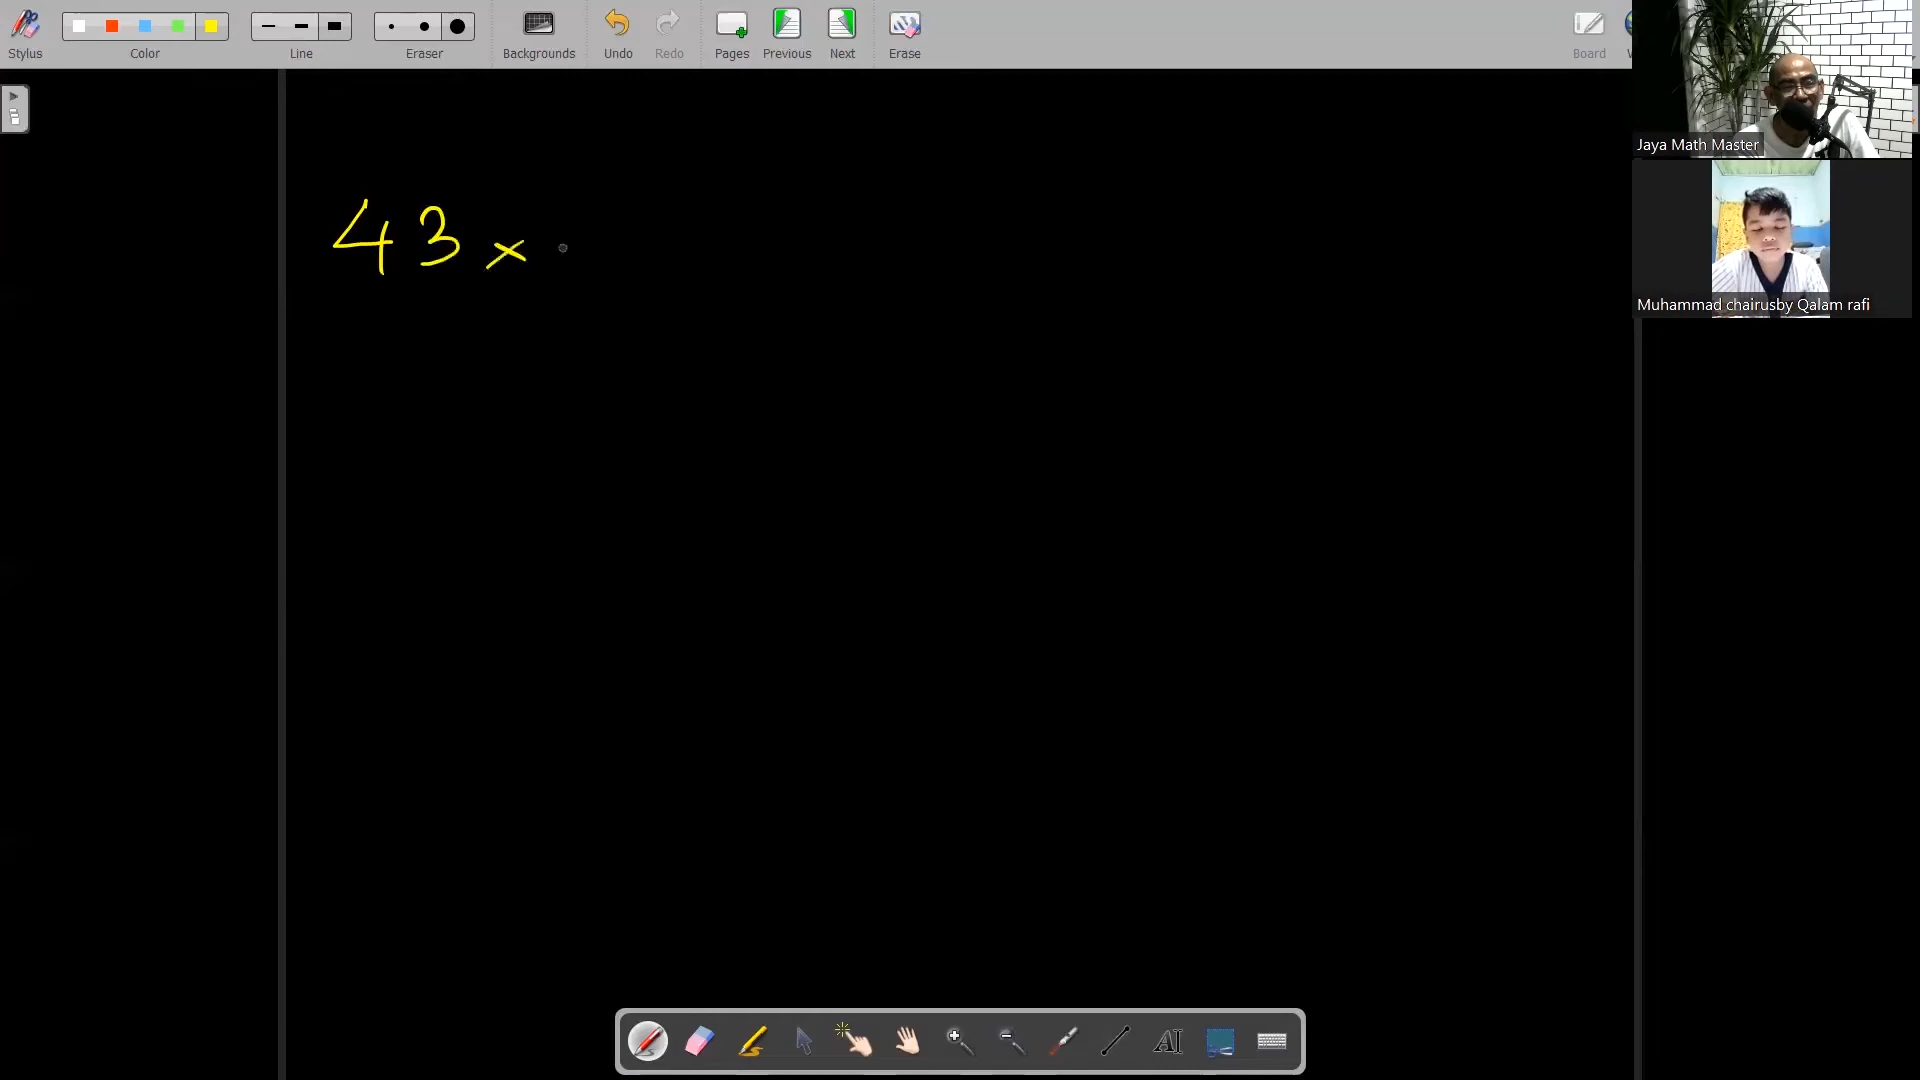 Stylus Color Line Eraser Backgrounds Undo Redo Pages Previous Next Erase Board
Jaya Math Master
Muhammad chairusby Qalam rafi
43 ×
AI